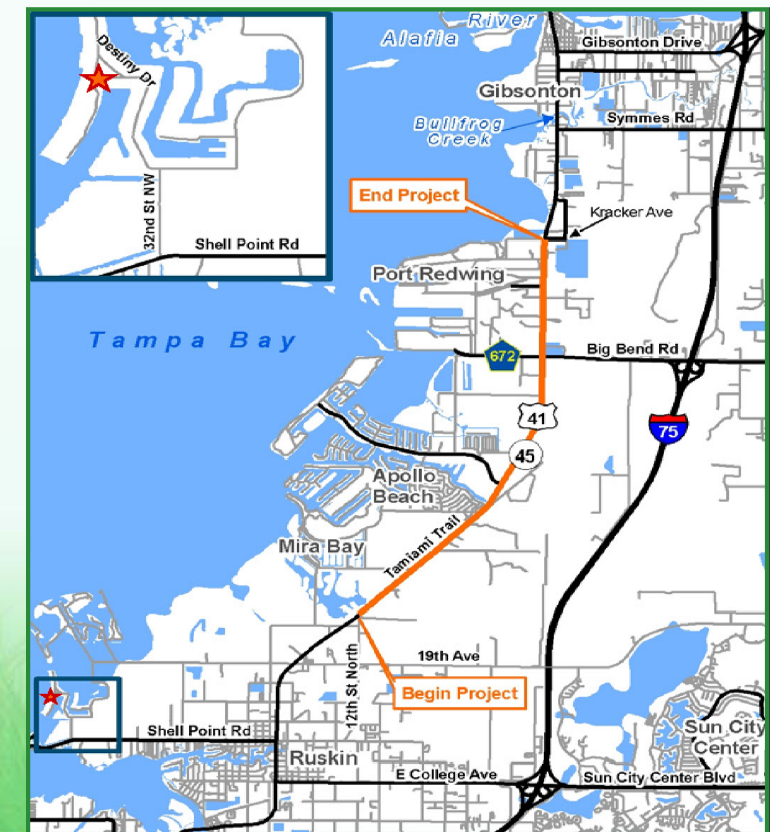 Destiny Dr
32nd St NW
Shell Point Rd
Alafia River
Gibsonton Drive
Gibsonton
Bullfrog
Creek
Symmes Rd
End Project
Kracker Ave
Port Redwing
Tampa Bay
672
Big Bend Rd
41
75
45
Apollo
Beach
Tamiami Trail
Mira Bay
19th Ave
12th St North
Begin Project
Shell Point Rd
Ruskin
Sun City
Center
E College Ave
Sun City Center Blvd